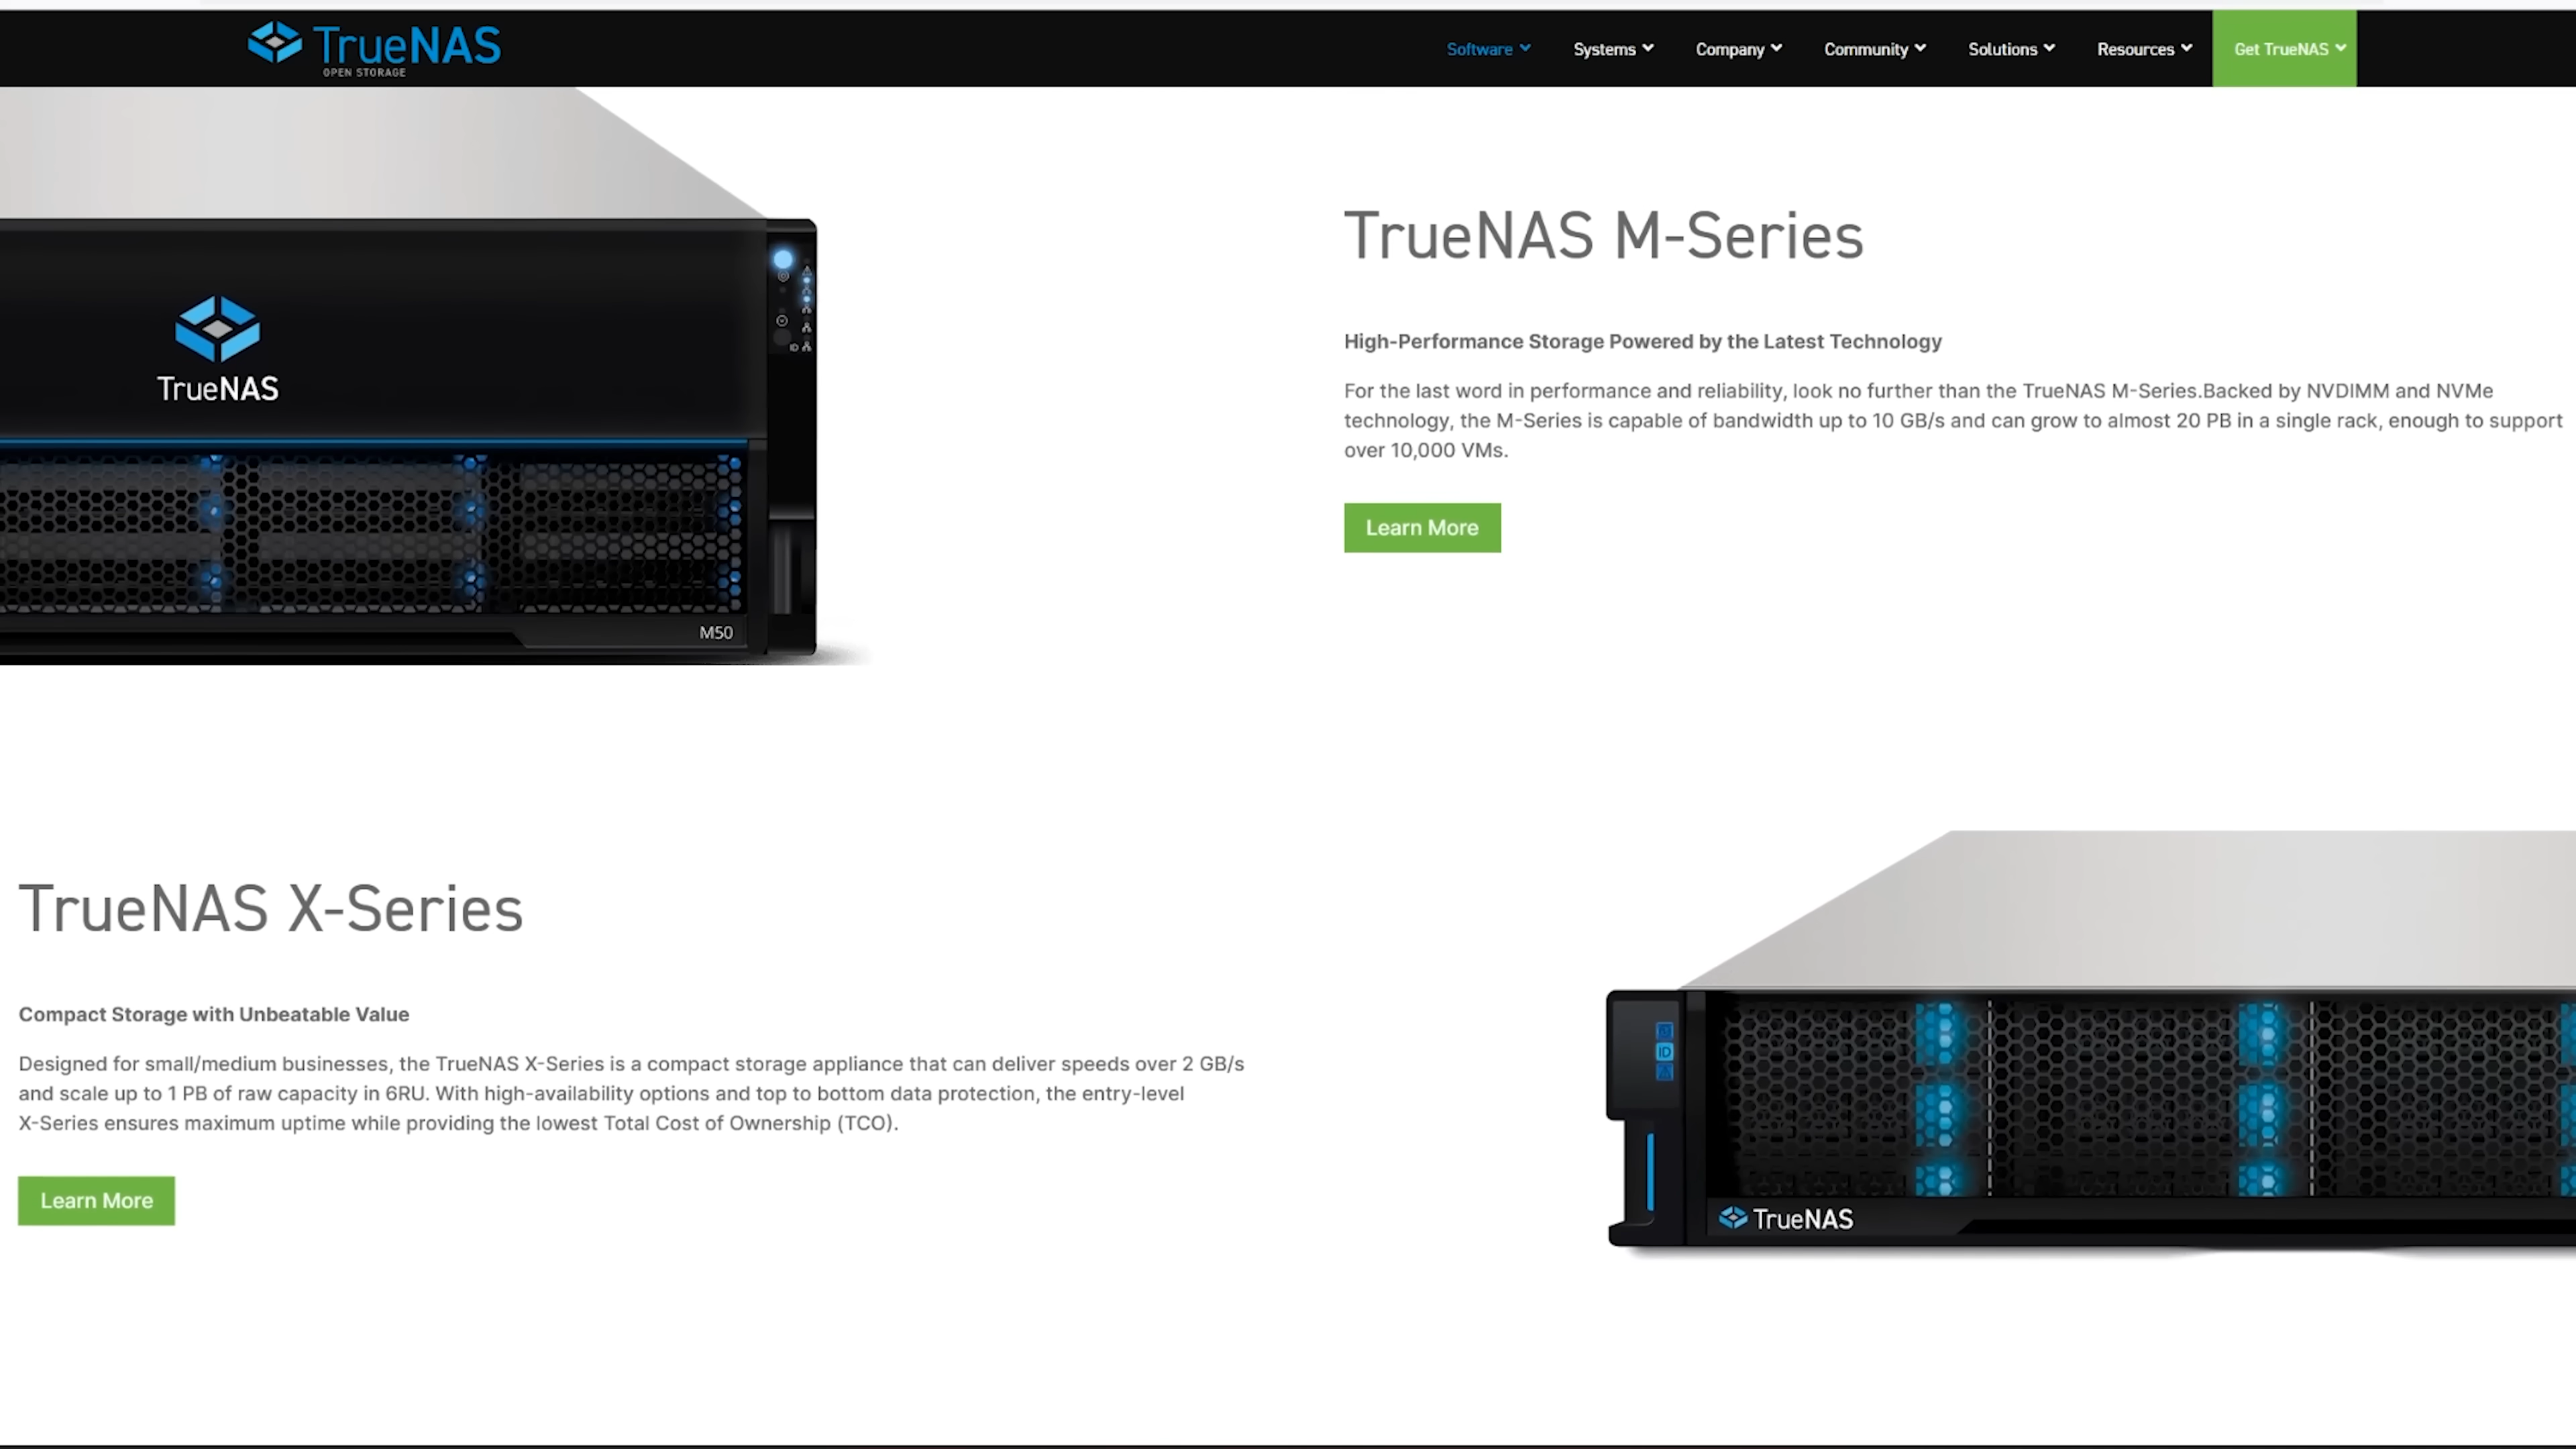 TrueNAS
OPEN STORAGE
Software
Systems
Company
Community
Solutions
Resources
Get TrueNAS
TrueNAS
M50
TrueNAS M-Series
High-Performance Storage Powered by the Latest Technology
For the last word in performance and reliability, look no further than the TrueNAS M-Series.Backed by NVDIMM and NVMe
technology, the M-Series is capable of bandwidth up to 10 GB/s and can grow to almost 20 PB in a single rack, enough to support
over 10,000 VMs.
Learn More
TrueNAS X-Series
Compact Storage with Unbeatable Value
Designed for small/medium businesses, the TrueNAS X-Series is a compact storage appliance that can deliver speeds over 2 GB/s
and scale up to 1 PB of raw capacity in 6RU. With high-availability options and top to bottom data protection, the entry-level
X-Series ensures maximum uptime while providing the lowest Total Cost of Ownership (TCO).
Learn More
ID
TrueNAS